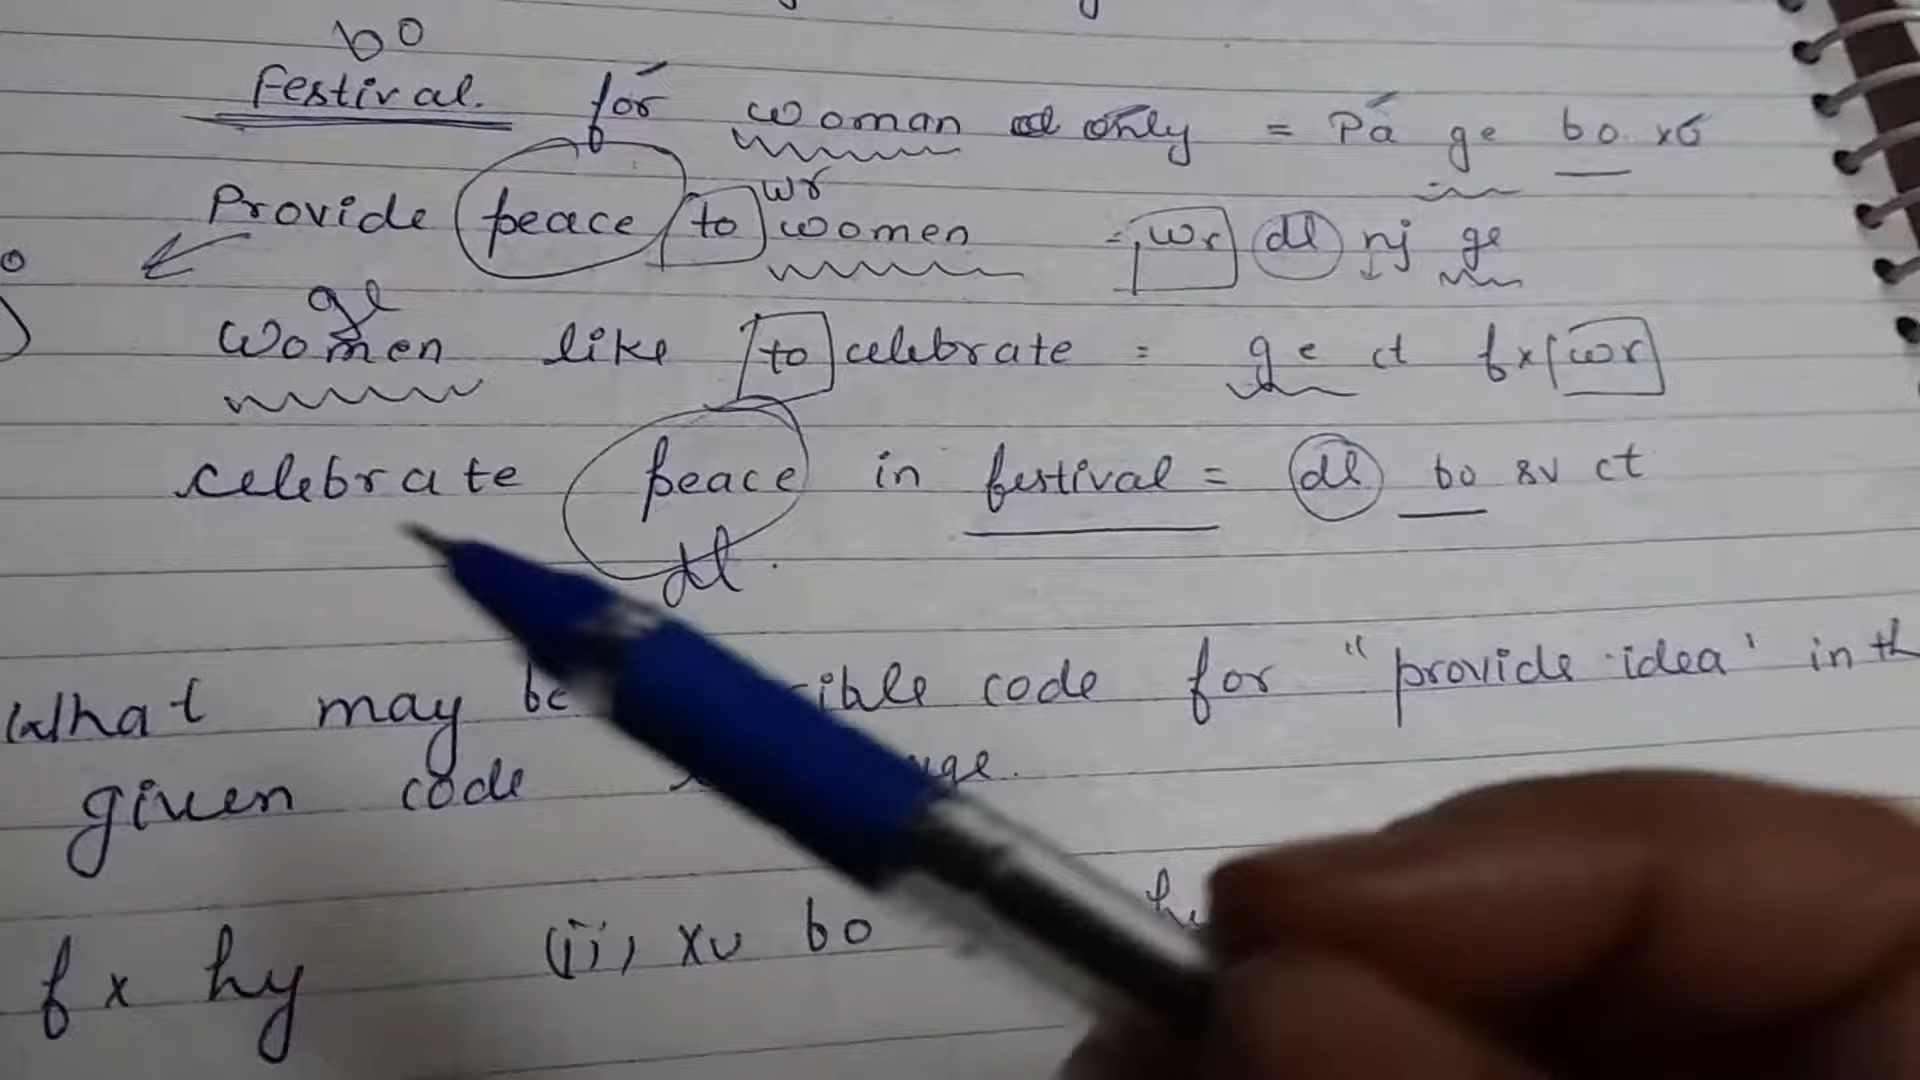 bo
Festival. for woman only = Pa ge bo xo
wr
Provide peace to women = wr dl nj ge
ge
women like to celebrate = ge ct fx wr
celebrate peace in festival = dl bo sv ct
dl
What may be code for "provide idea' in
given code
fx hy (ii) xv bo